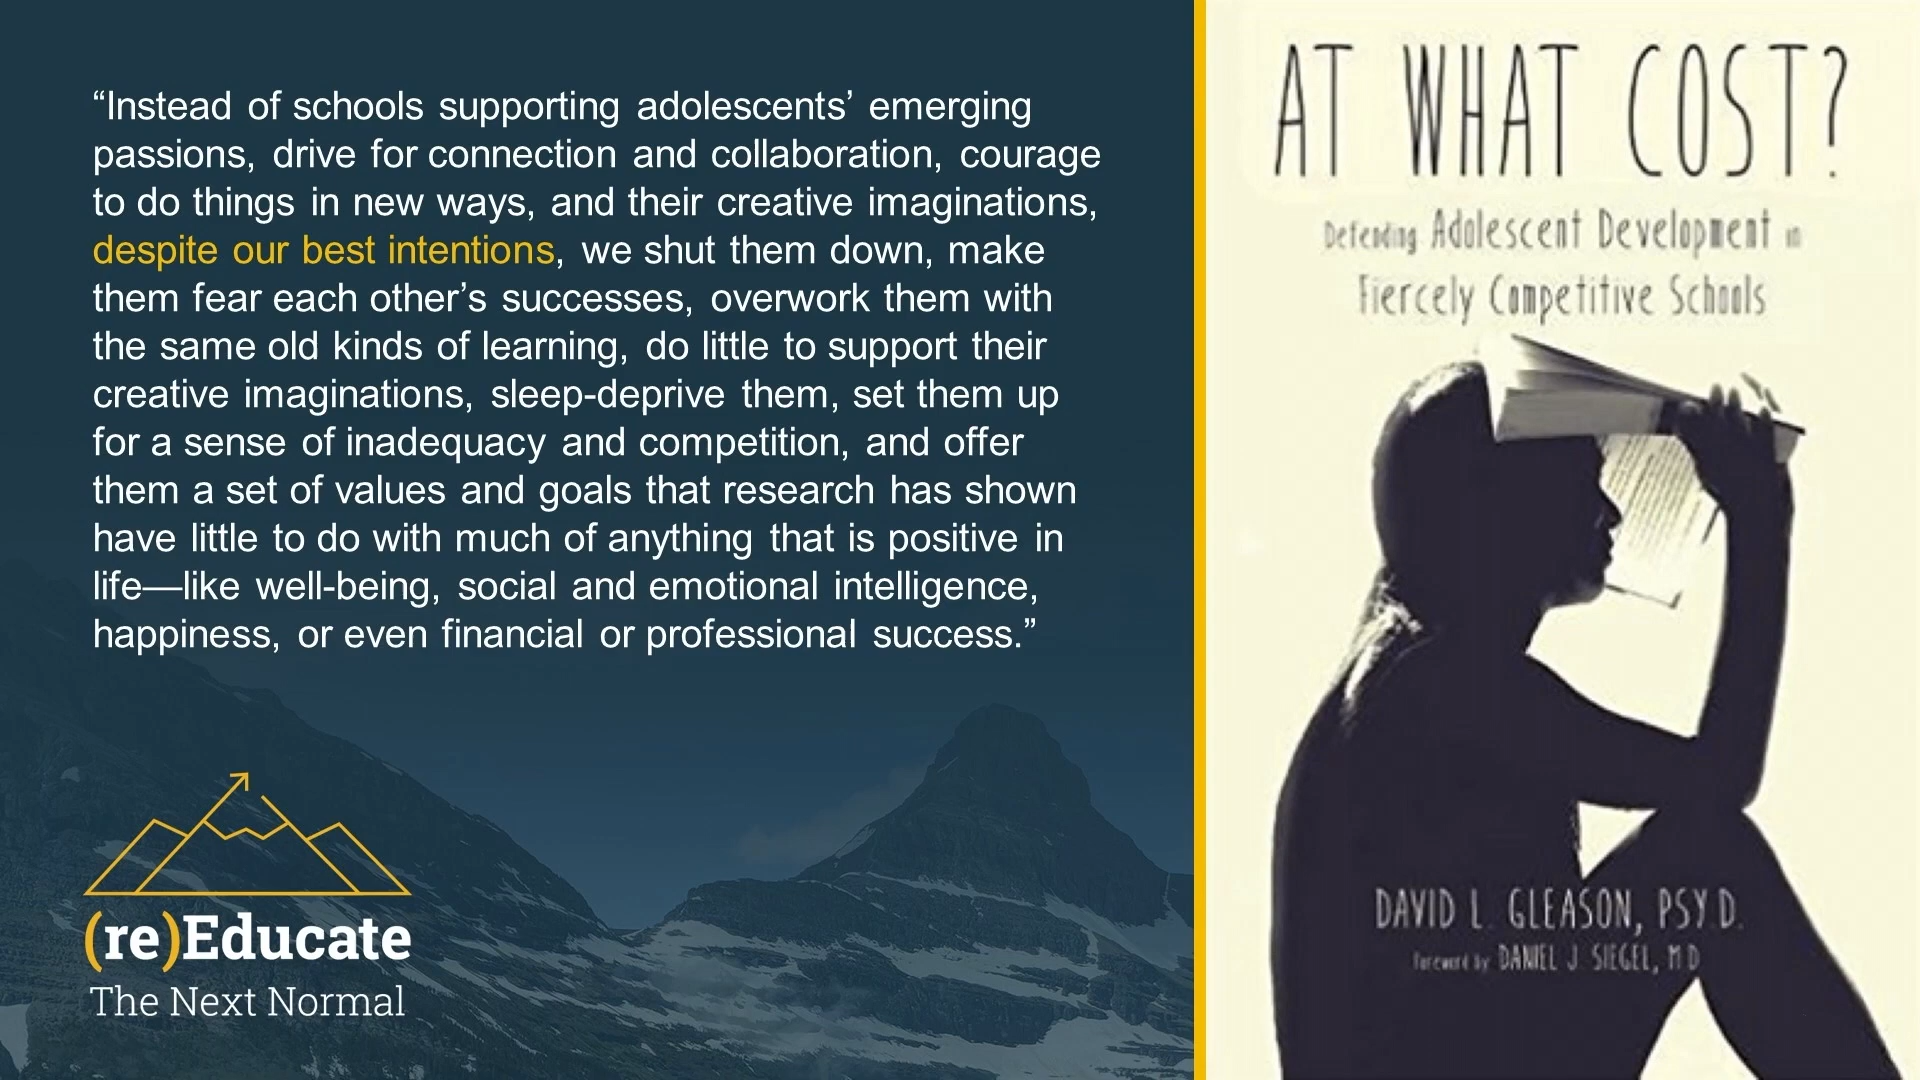 “Instead of schools supporting adolescents’ emerging
passions, drive for connection and collaboration, courage
to do things in new ways, and their creative imaginations,
despite our best intentions, we shut them down, make
them fear each other’s successes, overwork them with
the same old kinds of learning, do little to support their
creative imaginations, sleep-deprive them, set them up
for a sense of inadequacy and competition, and offer
them a set of values and goals that research has shown
have little to do with much of anything that is positive in
life—like well-being, social and emotional intelligence,
happiness, or even financial or professional success.”
(re)Educate
The Next Normal
AT WHAT COST?
Defending Adolescent Development in
Fiercely Competitive Schools
DAVID L. GLEASON, PSY.D.
Foreword by DANIEL J. SIEGEL, M.D.